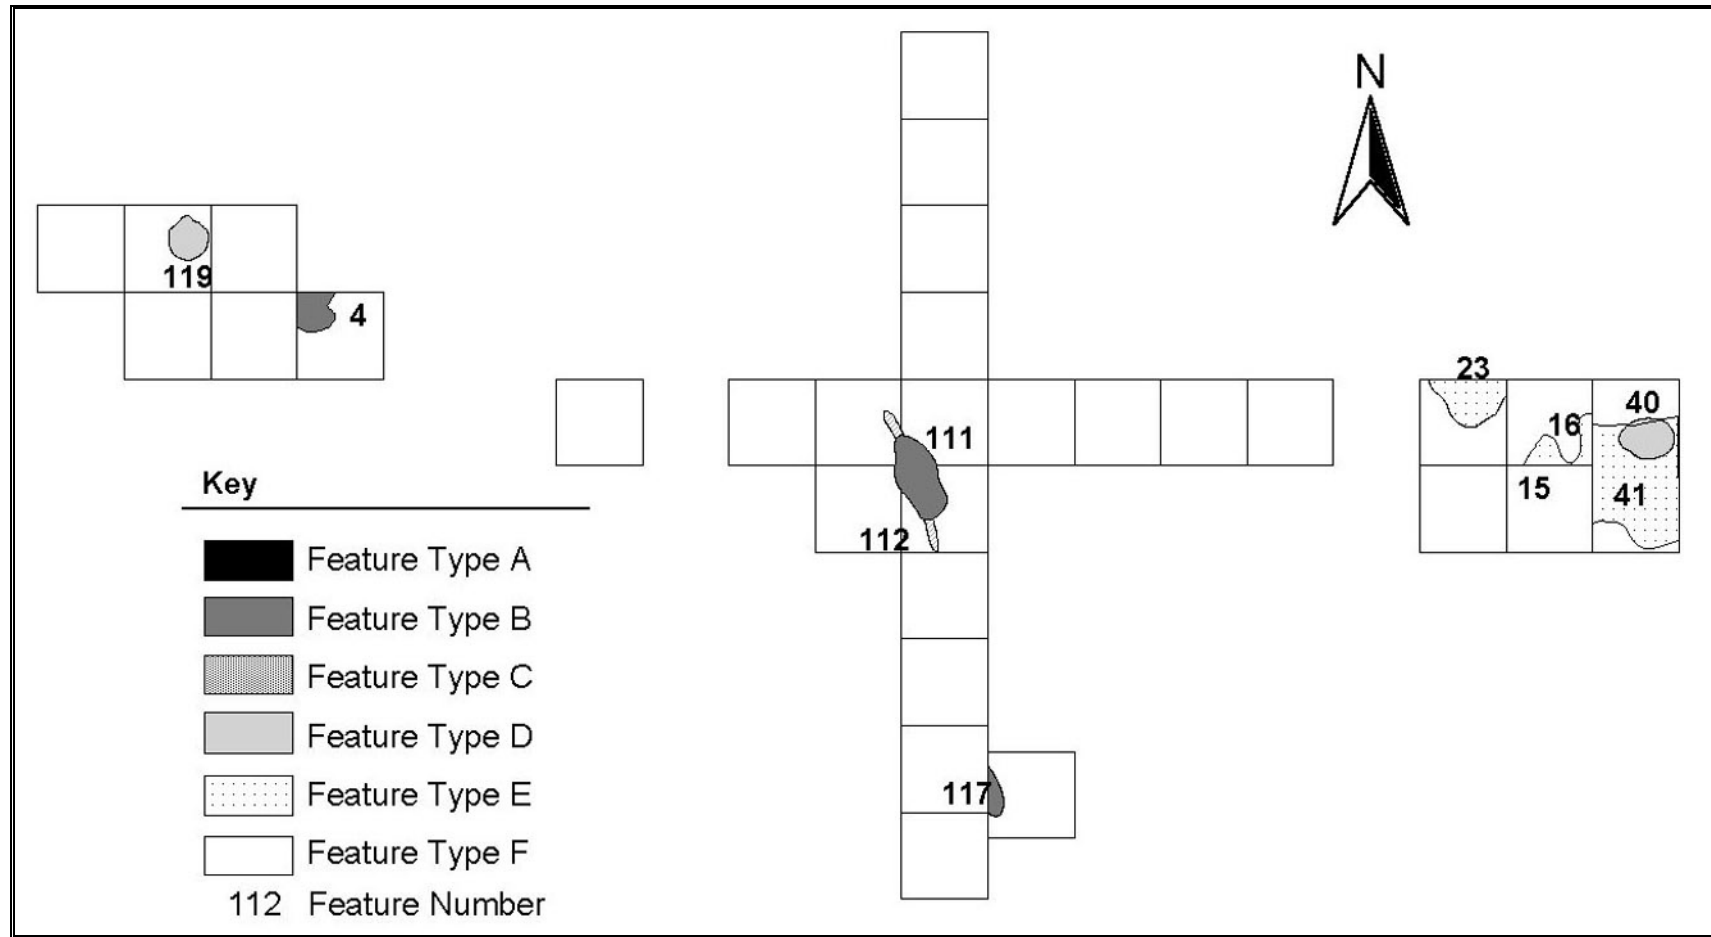 N
119
4
23
40
16
111
15
41
112
117
Key
Feature Type A
Feature Type B
Feature Type C
Feature Type D
Feature Type E
Feature Type F
112 Feature Number